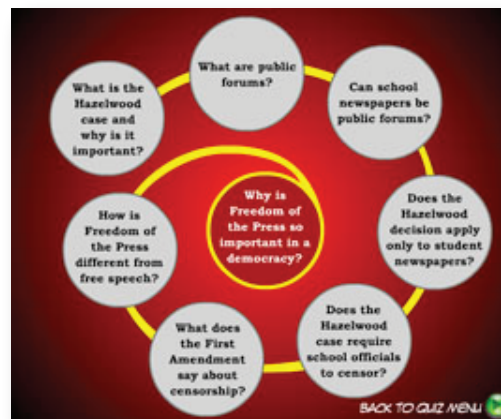 What are public
forums?
What is the
Hazelwood
case and
why is it
important?
Can school
newspapers be
public forums?
Why is
Freedom of
the Press so
important in a
democracy?
How is
Freedom of
the Press
different from
free speech?
Does the
Hazelwood
decision apply
only to student
newspapers?
What does
the First
Amendment
say about
censorship?
Does the
Hazelwood
case require
school officials
to censor?
BACK TO QUIZ MENU